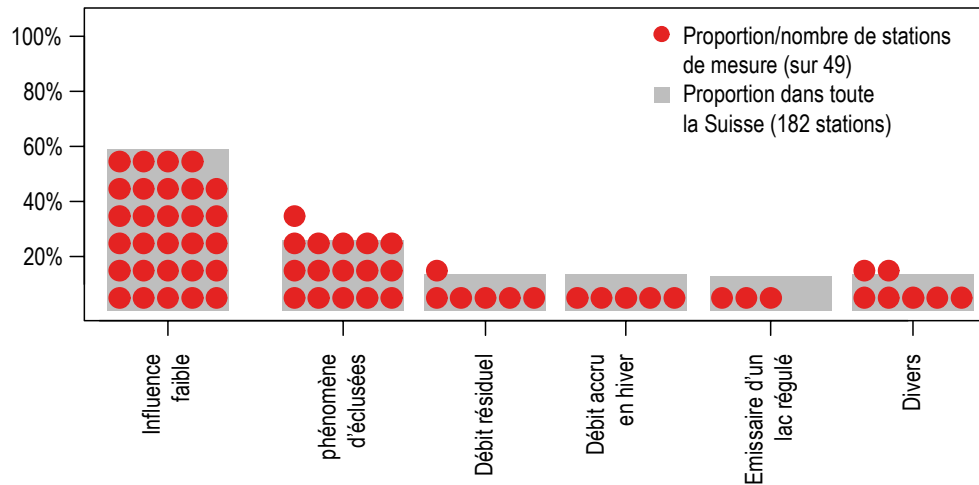 100%
80%
60%
40%
20%
Proportion/nombre de stations
de mesure (sur 49)
Proportion dans toute
la Suisse (182 stations)
Influence
faible
phénomène
d'éclusées
Débit résiduel
Débit accru
en hiver
Emissaire d'un
lac régulé
Divers